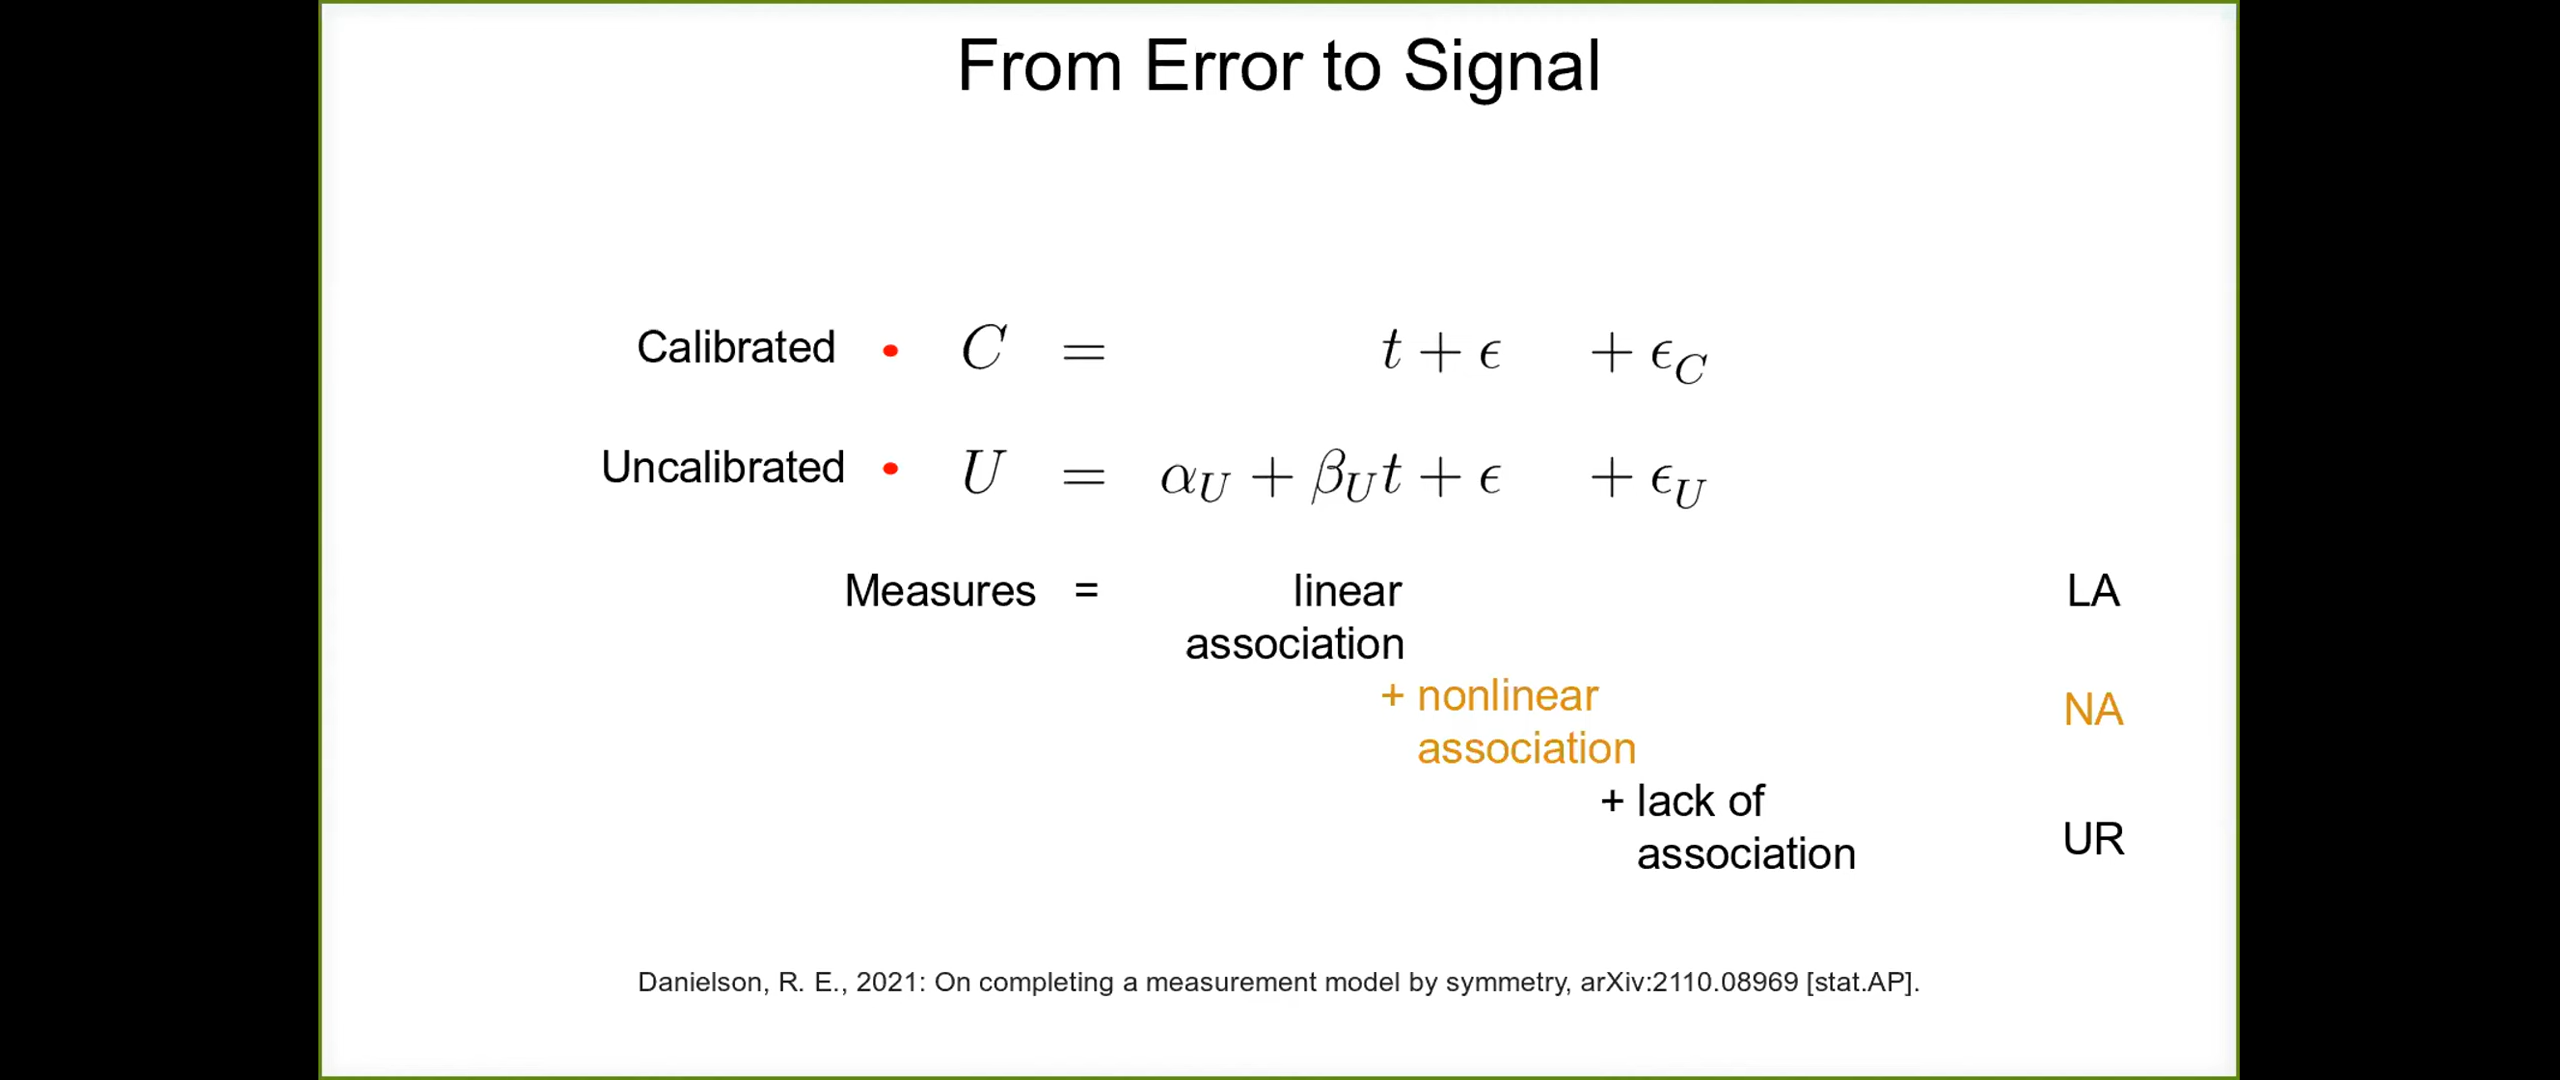 From Error to Signal
Calibrated • C = t + ϵ + ϵ_C
Uncalibrated • U = α_U + β_U t + ϵ + ϵ_U
Measures = linear LA
association
+ nonlinear NA
association
+ lack of
association UR
Danielson, R. E., 2021: On completing a measurement model by symmetry, arXiv:2110.08969 [stat.AP].